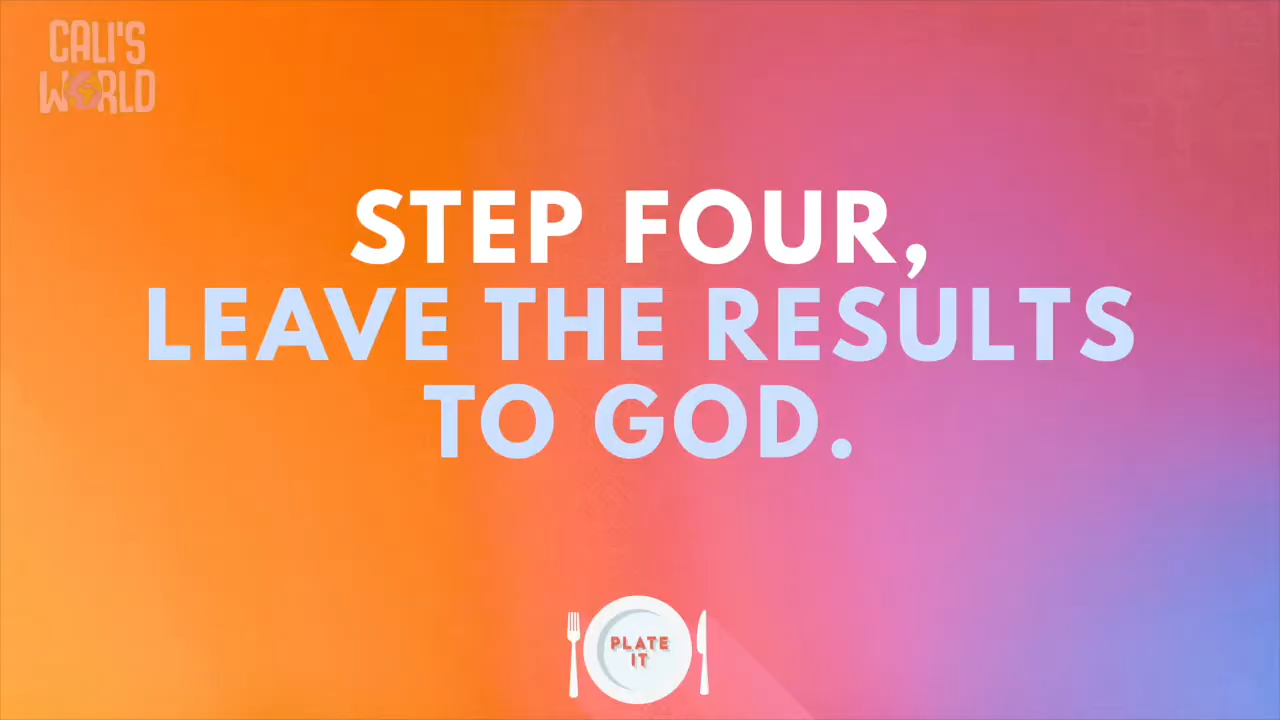 CALI'S
WORLD
STEP FOUR,
LEAVE THE RESULTS
TO GOD.
PLATE
IT